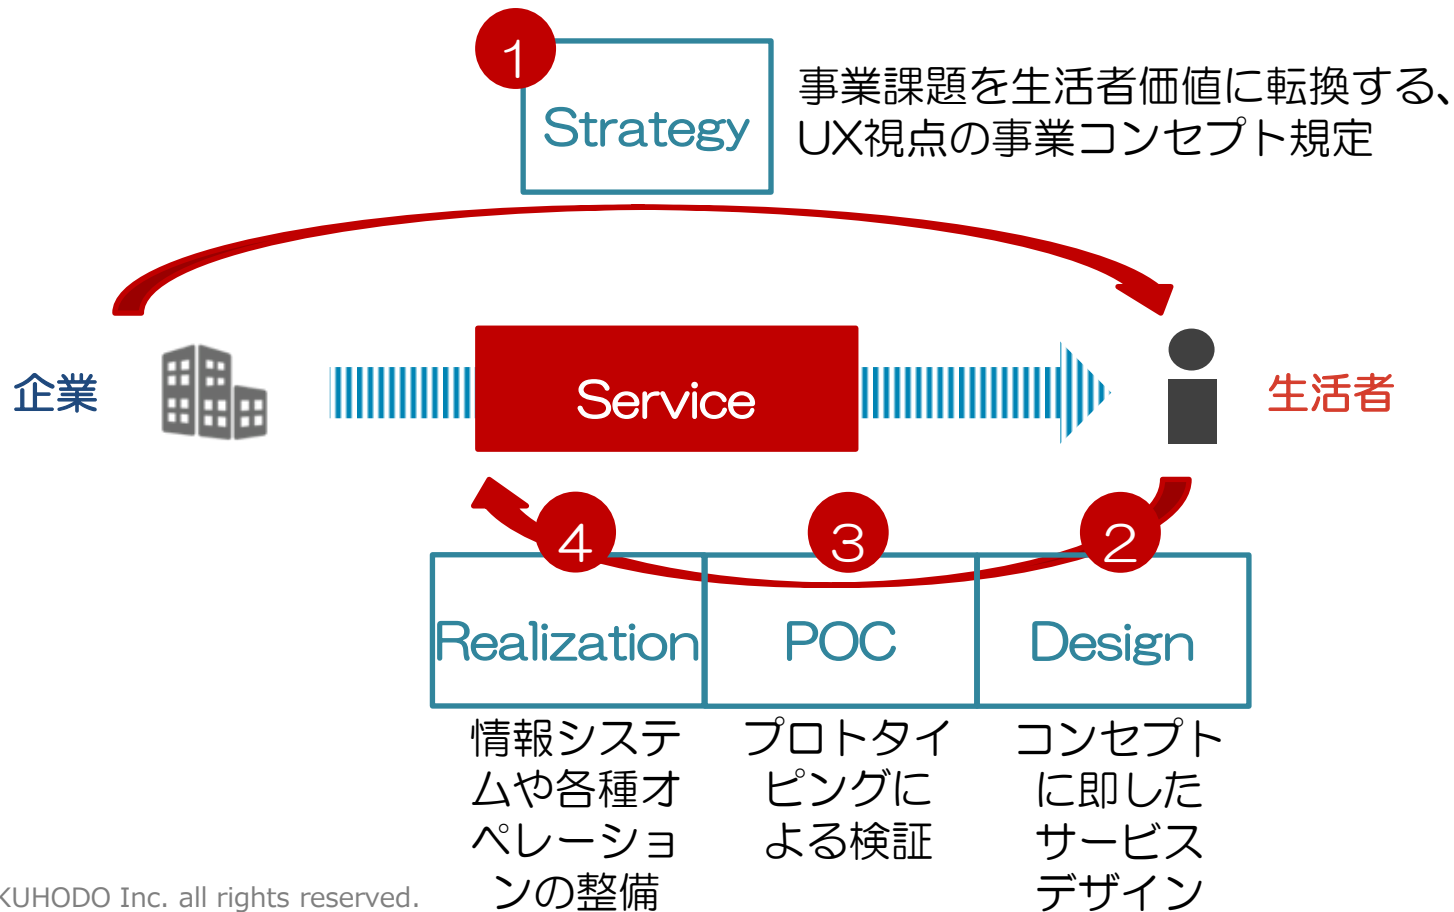 1
Strategy
事業課題を生活者価値に転換する、
UX視点の事業コンセプト規定
企業
Service
生活者
4
3
2
Realization
POC
Design
情報システ
ムや各種オ
ペレーショ
ンの整備
プロトタイ
ピングに
よる検証
コンセプト
に即した
サービス
デザイン
KUHODO Inc. all rights reserved.